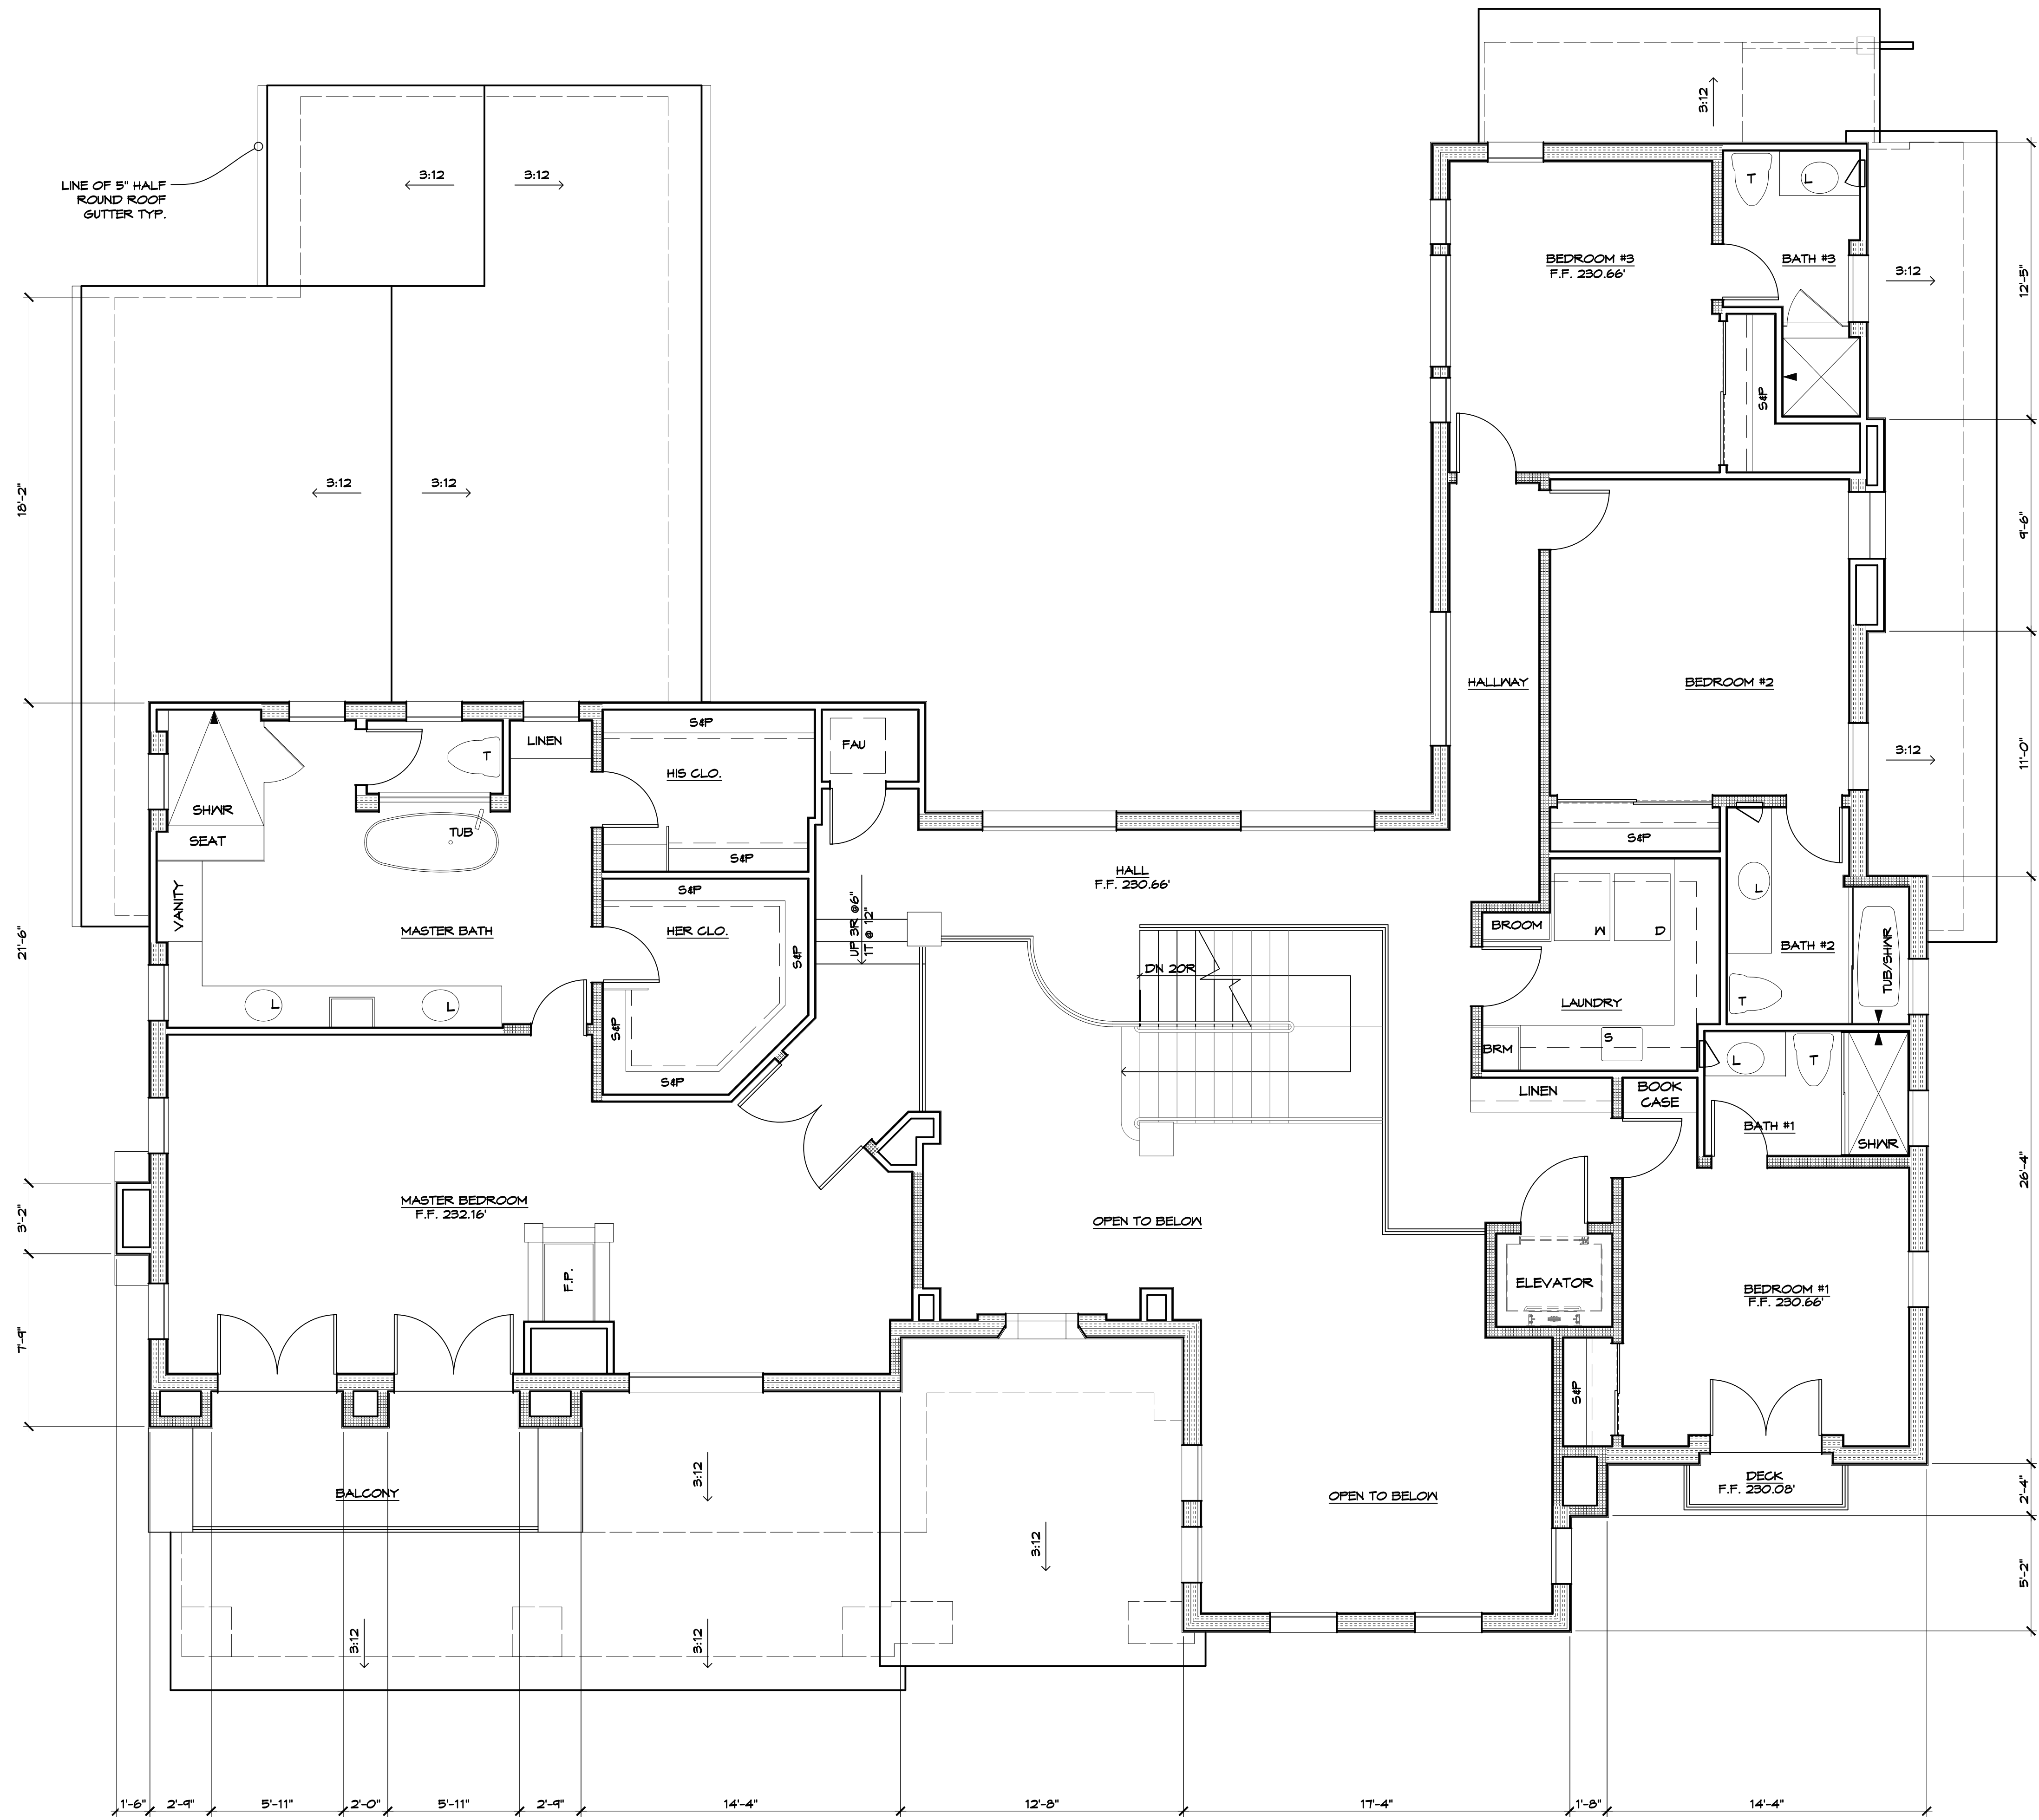 3:12
LINE OF 5" HALF
ROUND ROOF
GUTTER TYP.
3:12
3:12
BEDROOM #3
F.F. 230.66'
T
L
BATH #3
3:12
12'-5"
S&P
18'-2"
3:12
3:12
9'-6"
HALLWAY
BEDROOM #2
3:12
11'-0"
S&P
LINEN
T
FAU
HIS CLO.
SHWR
SEAT
TUB
S&P
S&P
HALL
F.F. 230.66'
S&P
VANITY
MASTER BATH
HER CLO.
S&P
S&P
S&P
UP 3R @6"
1T @ 12"
21'-6"
L
L
DN 20R
BROOM
W
D
L
BATH #2
TUB/SHWR
T
LAUNDRY
S
BRM
L
T
LINEN
BOOK
CASE
BATH #1
SHWR
26'-4"
MASTER BEDROOM
F.F. 232.16'
OPEN TO BELOW
3'-2"
F.P.
ELEVATOR
BEDROOM #1
F.F. 230.66'
7'-9"
S&P
BALCONY
3:12
OPEN TO BELOW
DECK
F.F. 230.08'
2'-4"
3:12
5'-2"
3:12
3:12
1'-6"
2'-9"
5'-11"
2'-0"
5'-11"
2'-9"
14'-4"
12'-8"
17'-4"
1'-8"
14'-4"